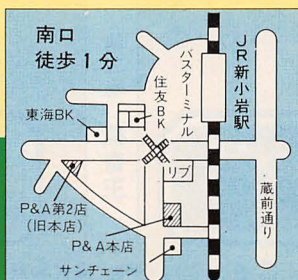 南口
徒歩1分
JR新小岩駅
バスターミナル
住友BK
東海BK
リブ
蔵前通り
P&A第2店
(旧本店)
P&A本店
サンチェーン